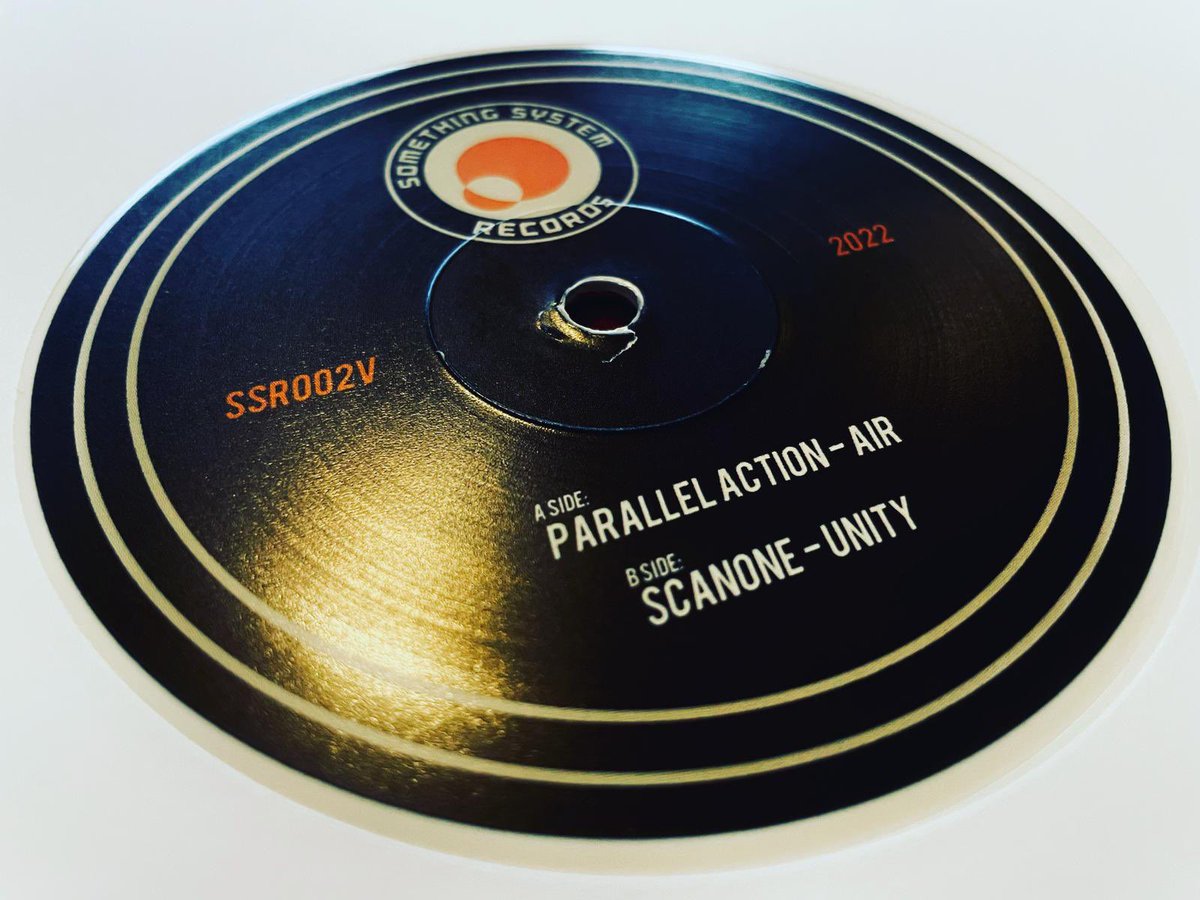 SOMETHING SYSTEM
RECORDS
2022
SSR002V
A SIDE:
PARALLEL ACTION - AIR
B SIDE:
SCANONE - UNITY